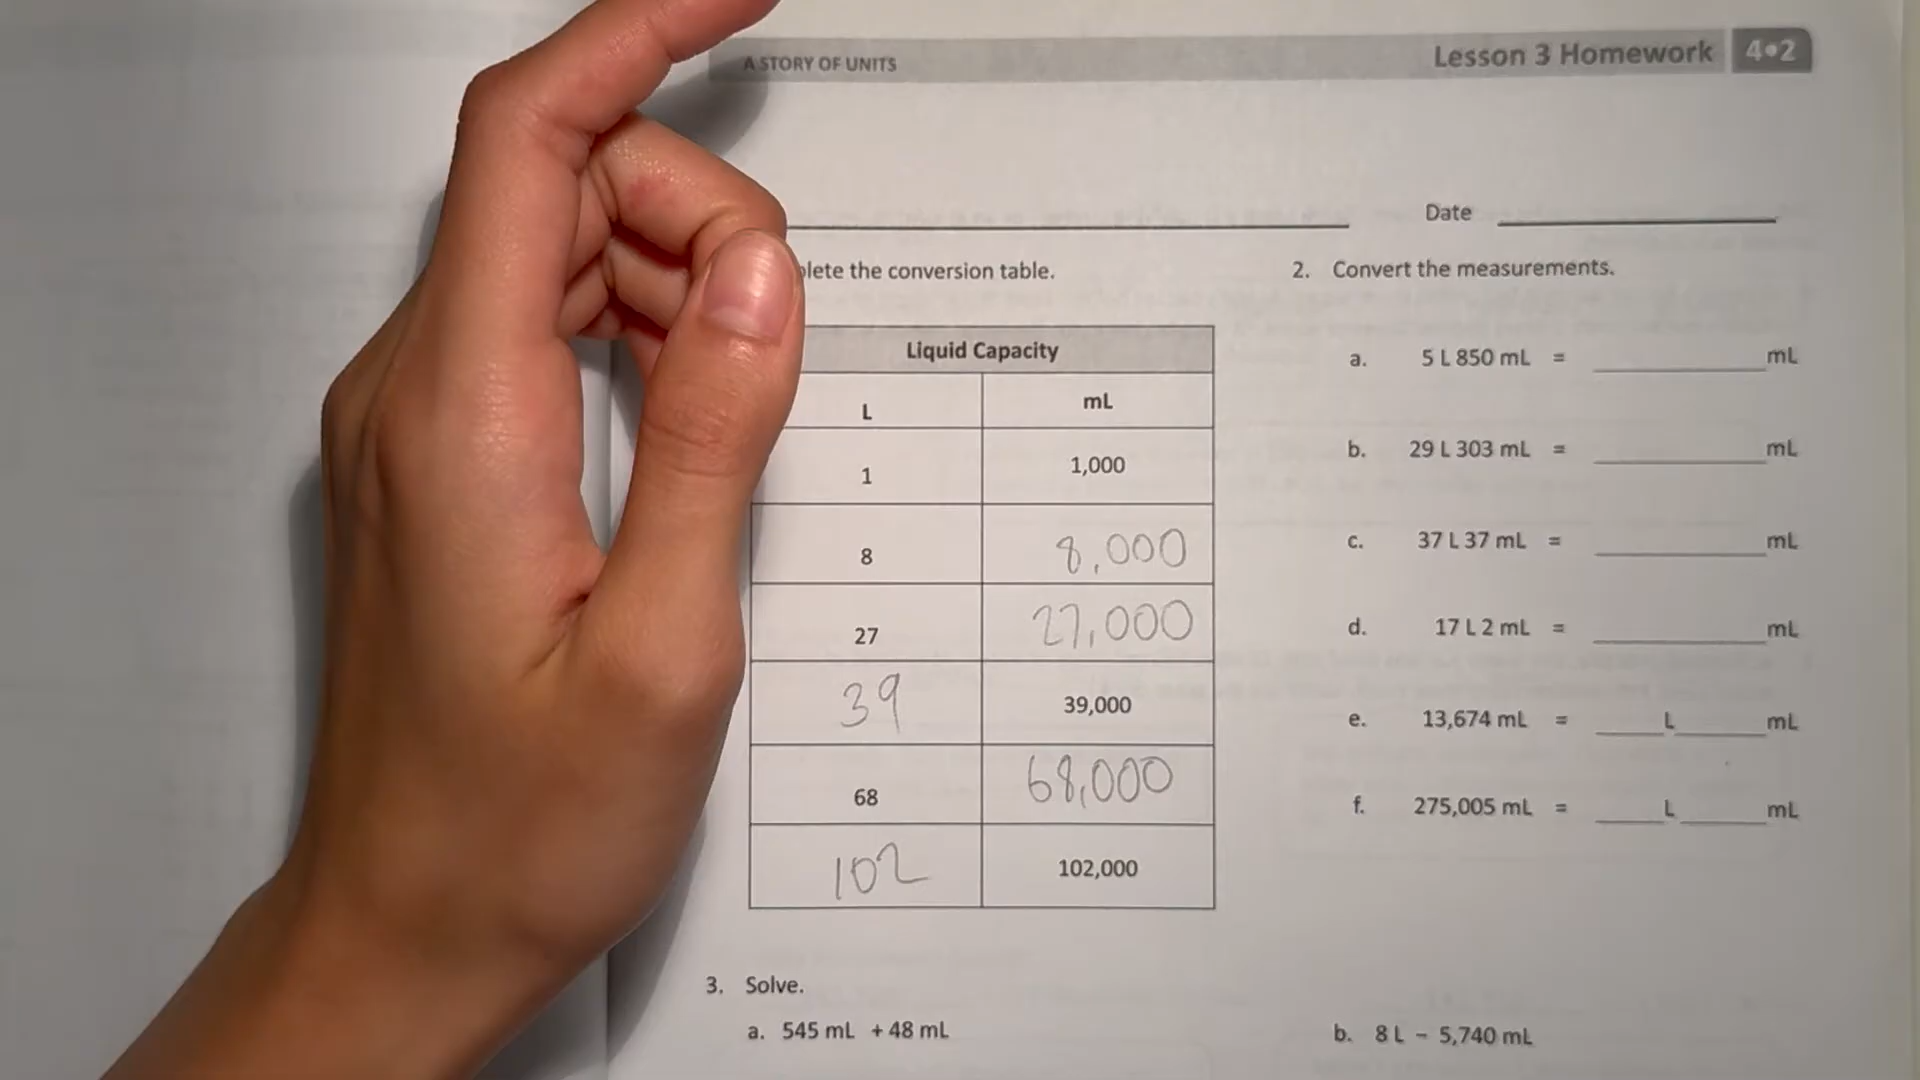 A STORY OF UNITS
Lesson 3 Homework 4•2
Date
the conversion table.
Liquid Capacity
L mL
1 1,000
8 8,000
27 27,000
39 39,000
68 68,000
102 102,000
2. Convert the measurements.
a. 5 L 850 mL = mL
b. 29 L 303 mL = mL
c. 37 L 37 mL = mL
d. 17 L 2 mL = mL
e. 13,674 mL = L mL
f. 275,005 mL = L mL
3. Solve.
a. 545 mL + 48 mL
b. 8 L – 5,740 mL